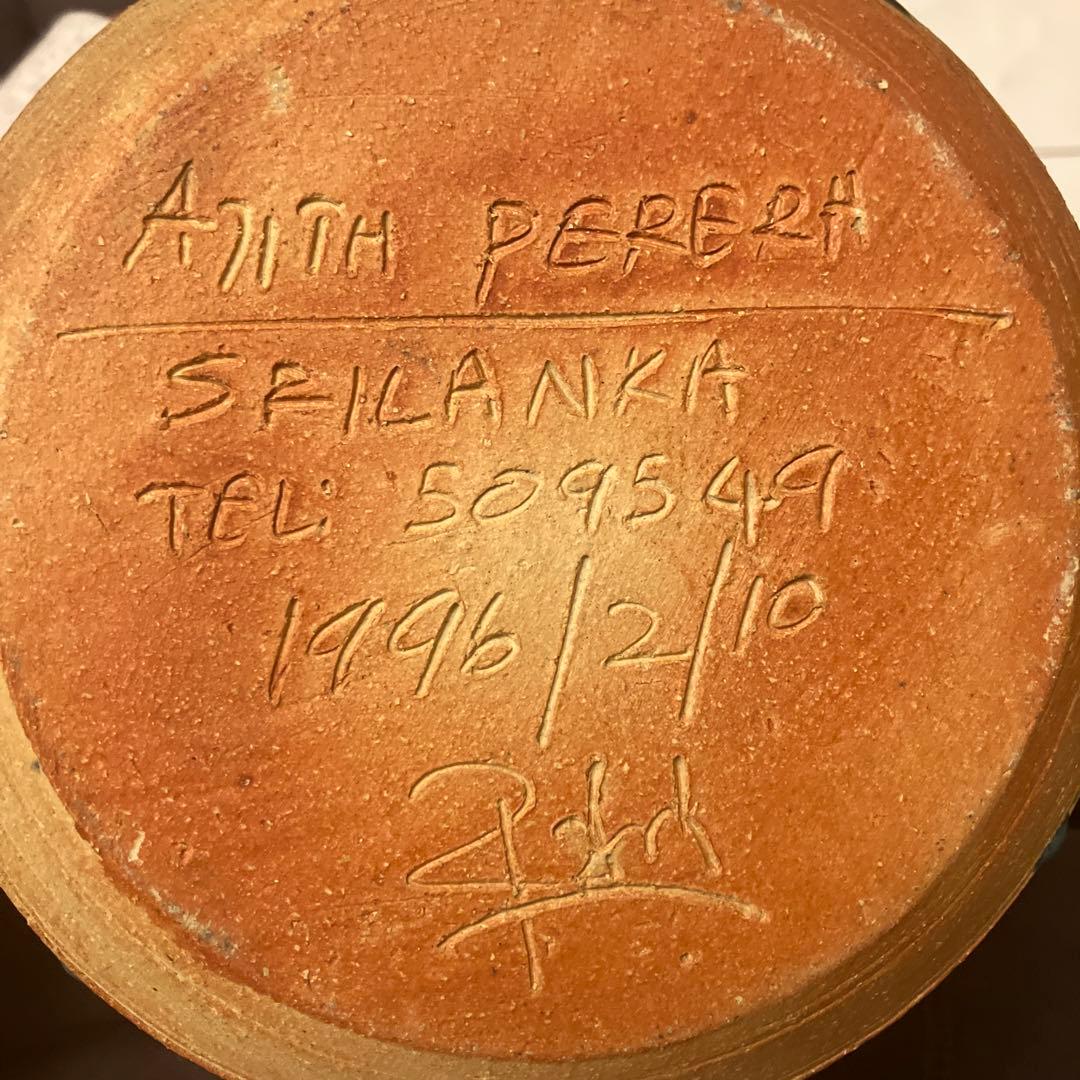 AJITH PERERA
SRILANKA
TEL: 509549
1996/2/10